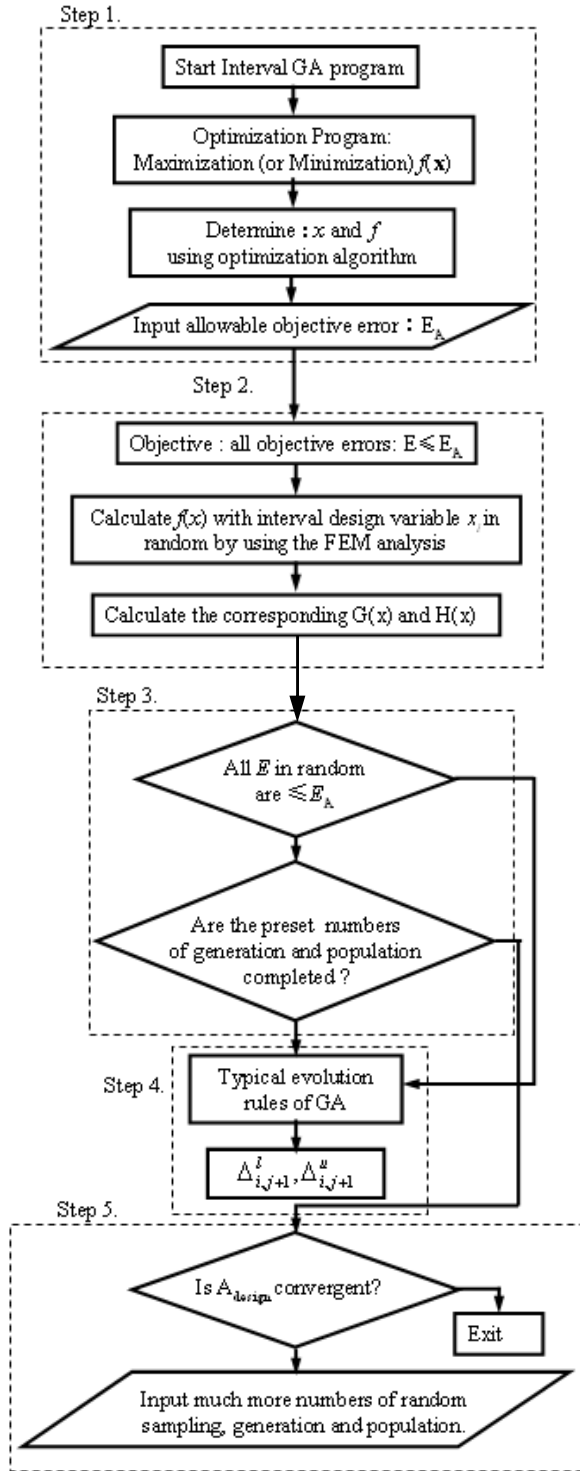 Step 1.
Start Interval GA program
Optimization Program:
Maximization (or Minimization) f(x)
Determine : x and f
using optimization algorithm
Input allowable objective error : E_A
Step 2.
Objective : all objective errors: E ≤ E_A
Calculate f(x) with interval design variable x_i in
random by using the FEM analysis
Calculate the corresponding G(x) and H(x)
Step 3.
All E in random
are ≤ E_A
Are the preset numbers
of generation and population
completed ?
Step 4.
Typical evolution
rules of GA
Δ^l_{i,j+1}, Δ^u_{i,j+1}
Step 5.
Is A_design convergent?
Exit
Input much more numbers of random
sampling, generation and population.